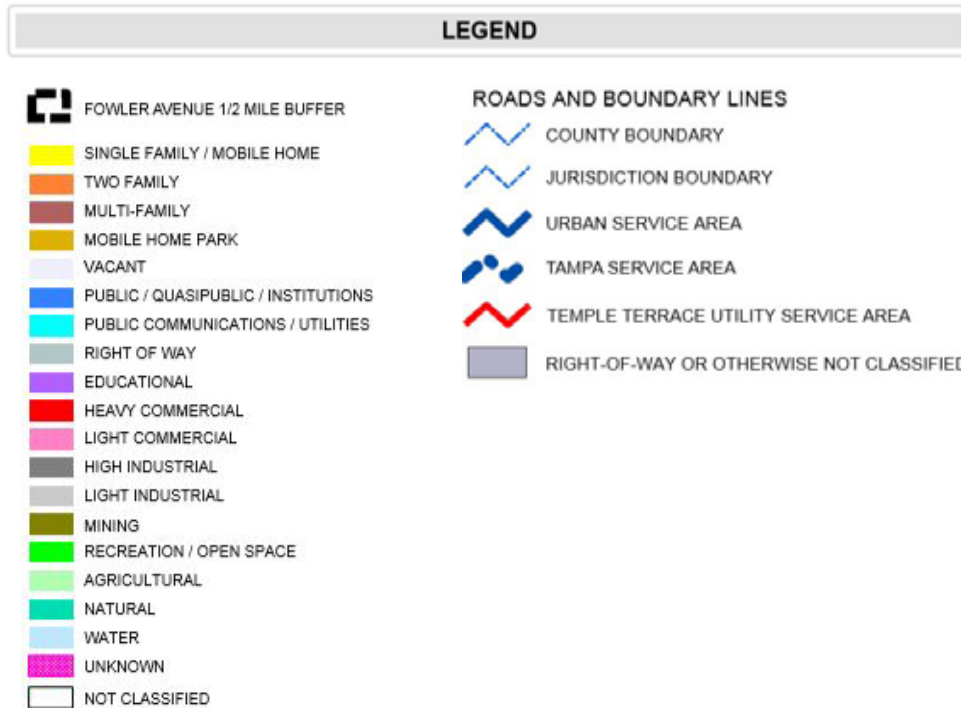 LEGEND
FOWLER AVENUE 1/2 MILE BUFFER
SINGLE FAMILY / MOBILE HOME
TWO FAMILY
MULTI-FAMILY
MOBILE HOME PARK
VACANT
PUBLIC / QUASIPUBLIC / INSTITUTIONS
PUBLIC COMMUNICATIONS / UTILITIES
RIGHT OF WAY
EDUCATIONAL
HEAVY COMMERCIAL
LIGHT COMMERCIAL
HIGH INDUSTRIAL
LIGHT INDUSTRIAL
MINING
RECREATION / OPEN SPACE
AGRICULTURAL
NATURAL
WATER
UNKNOWN
NOT CLASSIFIED
ROADS AND BOUNDARY LINES
COUNTY BOUNDARY
JURISDICTION BOUNDARY
URBAN SERVICE AREA
TAMPA SERVICE AREA
TEMPLE TERRACE UTILITY SERVICE AREA
RIGHT-OF-WAY OR OTHERWISE NOT CLASSIFIED